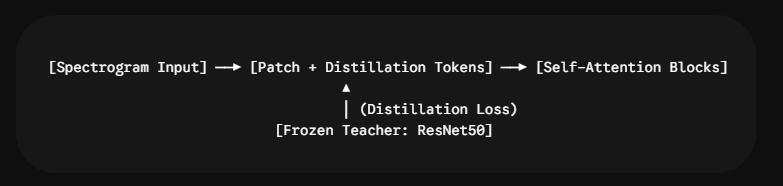 [Spectrogram Input] ──► [Patch + Distillation Tokens] ──► [Self-Attention Blocks]
▲
│ (Distillation Loss)
[Frozen Teacher: ResNet50]